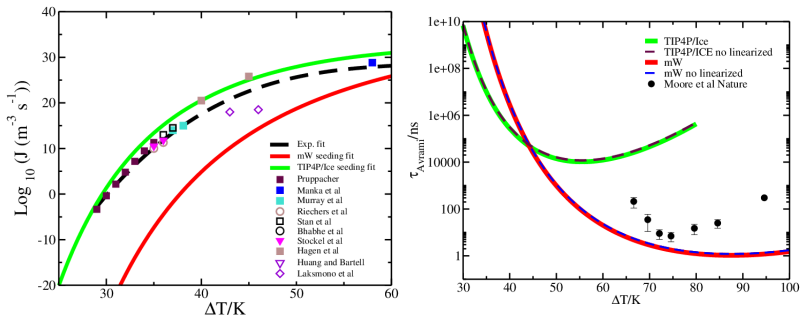 40
30
20
10
0
-10
-20
30
40
50
60
Log10 (J (m-3 s-1))
ΔT/K
Exp. fit
mW seeding fit
TIP4P/Ice seeding fit
Pruppacher
Manka et al
Murray et al
Riechers et al
Stan et al
Bhabhe et al
Stockel et al
Hagen et al
Huang and Bartell
Laksmono et al
1e+10
1e+08
1e+06
10000
100
1
30
40
50
60
70
80
90
100
τAvrami/ns
ΔT/K
TIP4P/Ice
TIP4P/ICE no linearized
mW
mW no linearized
Moore et al Nature